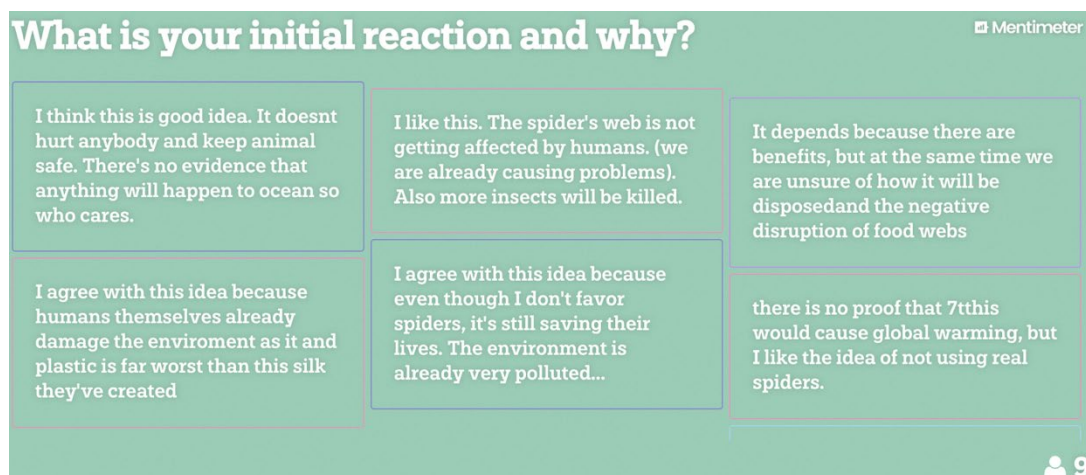 What is your initial reaction and why?
Mentimeter
I think this is good idea. It doesnt
hurt anybody and keep animal
safe. There's no evidence that
anything will happen to ocean so
who cares.
I agree with this idea because
humans themselves already
damage the enviroment as it and
plastic is far worst than this silk
they've created
I like this. The spider's web is not
getting affected by humans. (we
are already causing problems).
Also more insects will be killed.
I agree with this idea because
even though I don't favor
spiders, it's still saving their
lives. The environment is
already very polluted...
It depends because there are
benefits, but at the same time we
are unsure of how it will be
disposedand the negative
disruption of food webs
there is no proof that 7tthis
would cause global warming, but
I like the idea of not using real
spiders.